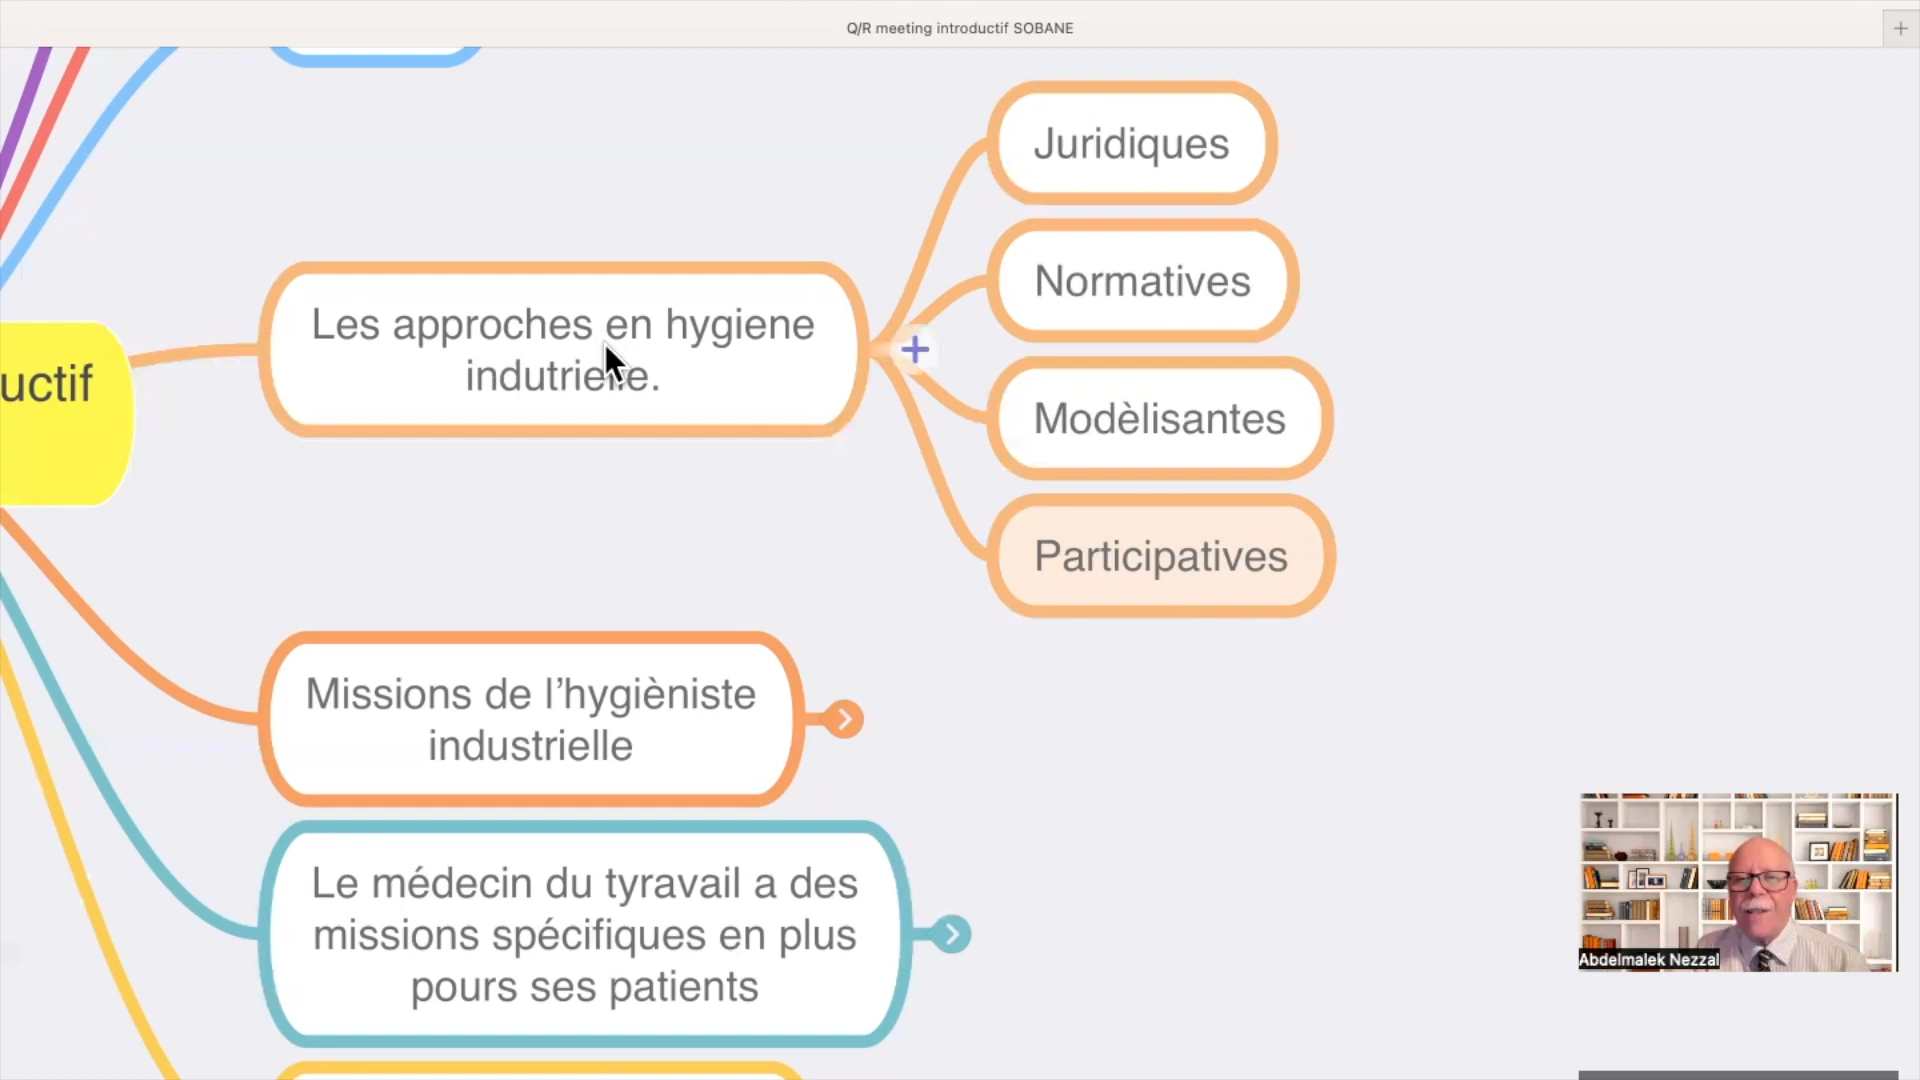 Q/R meeting introductif SOBANE
uctif
Les approches en hygiene
indutrielle.
Juridiques
Normatives
Modèlisantes
Participatives
Missions de l’hygièniste
industrielle
Le médecin du tyravail a des
missions spécifiques en plus
pours ses patients
Abdelmalek Nezzal